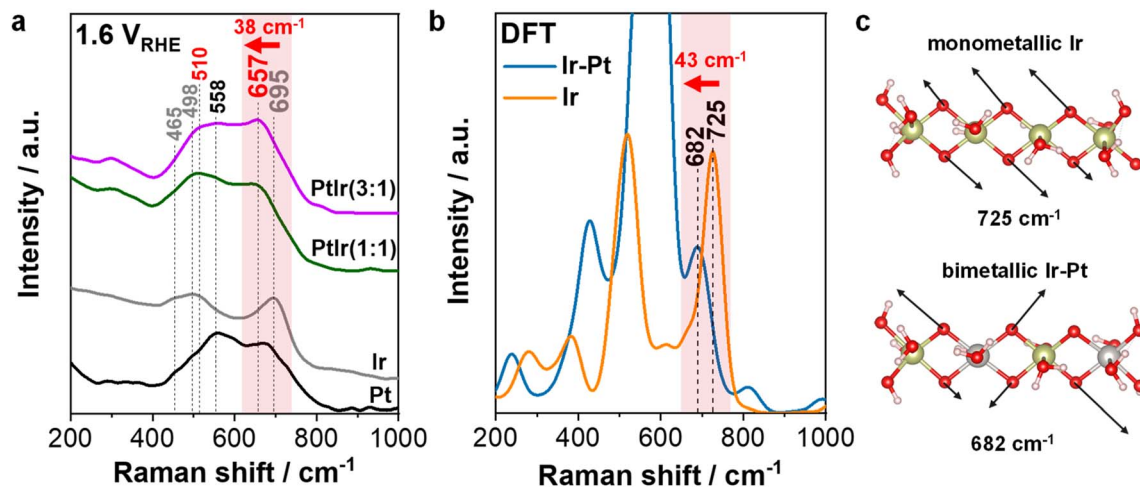 a
1.6 V_RHE
38 cm⁻¹
465
498
510
558
657
695
PtIr(3:1)
PtIr(1:1)
Ir
Pt
Intensity / a.u.
200 400 600 800 1000
Raman shift / cm⁻¹
b
DFT
43 cm⁻¹
Ir-Pt
Ir
682
725
Intensity / a.u.
200 400 600 800 1000
Raman shift / cm⁻¹
c
monometallic Ir
725 cm⁻¹
bimetallic Ir-Pt
682 cm⁻¹